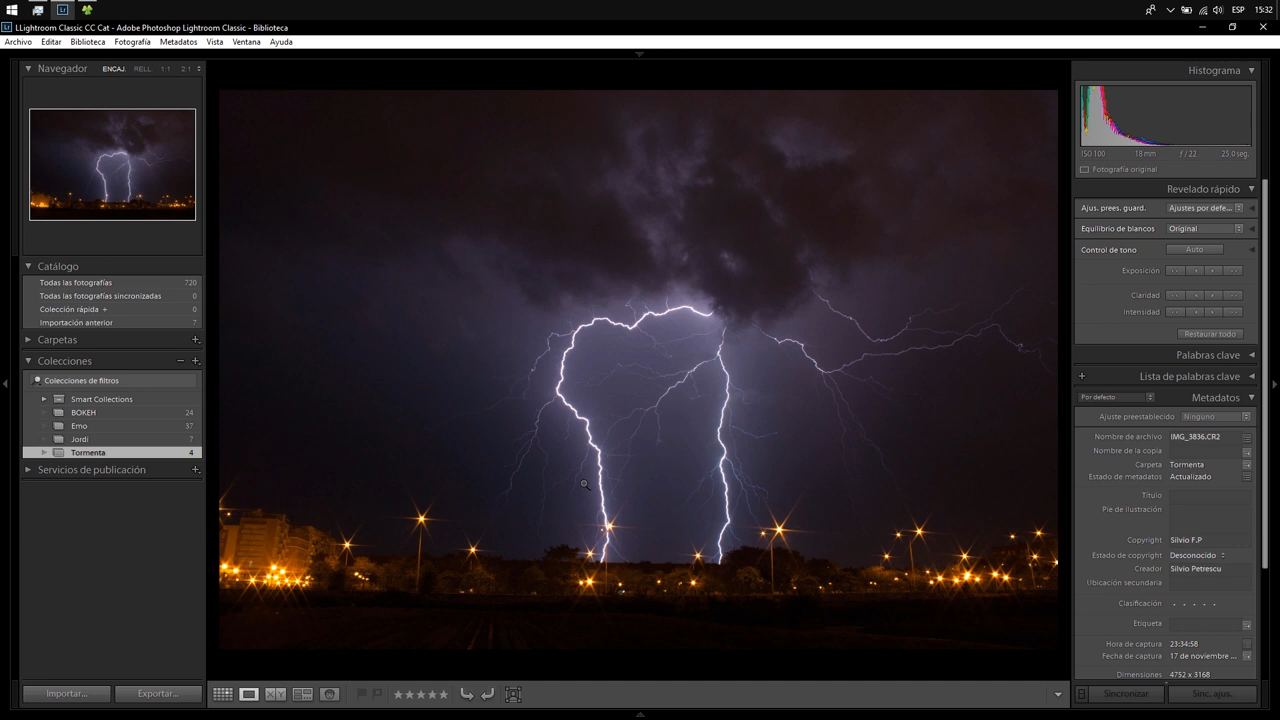 ESP 15:32
LLightroom Classic CC Cat - Adobe Photoshop Lightroom Classic - Biblioteca
Archivo Editar Biblioteca Fotografía Metadatos Vista Ventana Ayuda
Navegador ENCAJ. RELL. 1:1 2:1
Catálogo
Todas las fotografías 720
Todas las fotografías sincronizadas 0
Colección rápida + 0
Importación anterior 7
Carpetas
Colecciones
Colecciones de filtros
Smart Collections
BOKEH 24
Emo 37
Jordi 7
Tormenta 4
Servicios de publicación
Importar... Exportar...
XY
Histograma
ISO 100 18 mm ƒ / 22 25,0 seg.
Fotografía original
Revelado rápido
Ajus. prees. guard. Ajustes por defe...
Equilibrio de blancos Original
Control de tono Auto
Exposición
Claridad
Intensidad
Restaurar todo
Palabras clave
Lista de palabras clave
Por defecto Metadatos
Ajuste preestablecido Ninguno
Nombre de archivo IMG_3836.CR2
Nombre de la copia
Carpeta Tormenta
Estado de metadatos Actualizado
Título
Pie de ilustración
Copyright Silvio F.P
Estado de copyright Desconocido
Creador Silvio Petrescu
Ubicación secundaria
Clasificación
Etiqueta
Hora de captura 23:34:58
Fecha de captura 17 de noviembre ...
Dimensiones 4752 x 3168
Sincronizar Sinc. ajus.